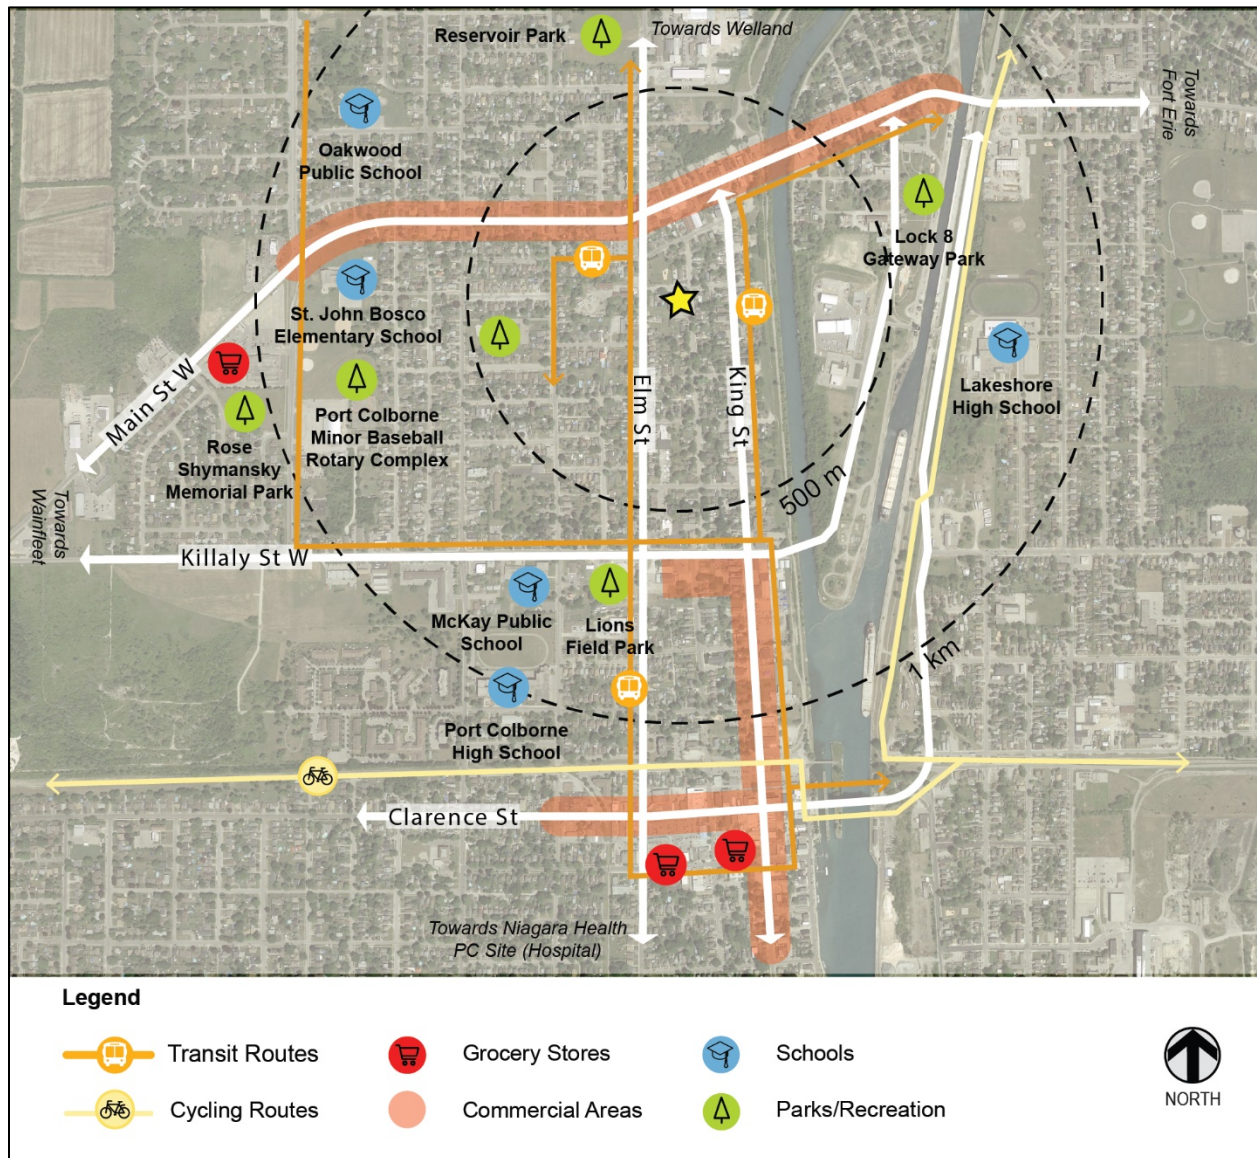 Reservoir Park
Towards Welland
Towards
Fort Erie
Oakwood
Public School
Lock 8
Gateway Park
St. John Bosco
Elementary School
Main St W
Elm St
King St
Lakeshore
High School
Port Colborne
Minor Baseball
Rotary Complex
Rose
Shymansky
Memorial Park
500 m
Towards
Wainfleet
Killaly St W
McKay Public
School
Lions
Field Park
1 km
Port Colborne
High School
Clarence St
Towards Niagara Health
PC Site (Hospital)
Legend
Transit Routes
Grocery Stores
Schools
Cycling Routes
Commercial Areas
Parks/Recreation
NORTH